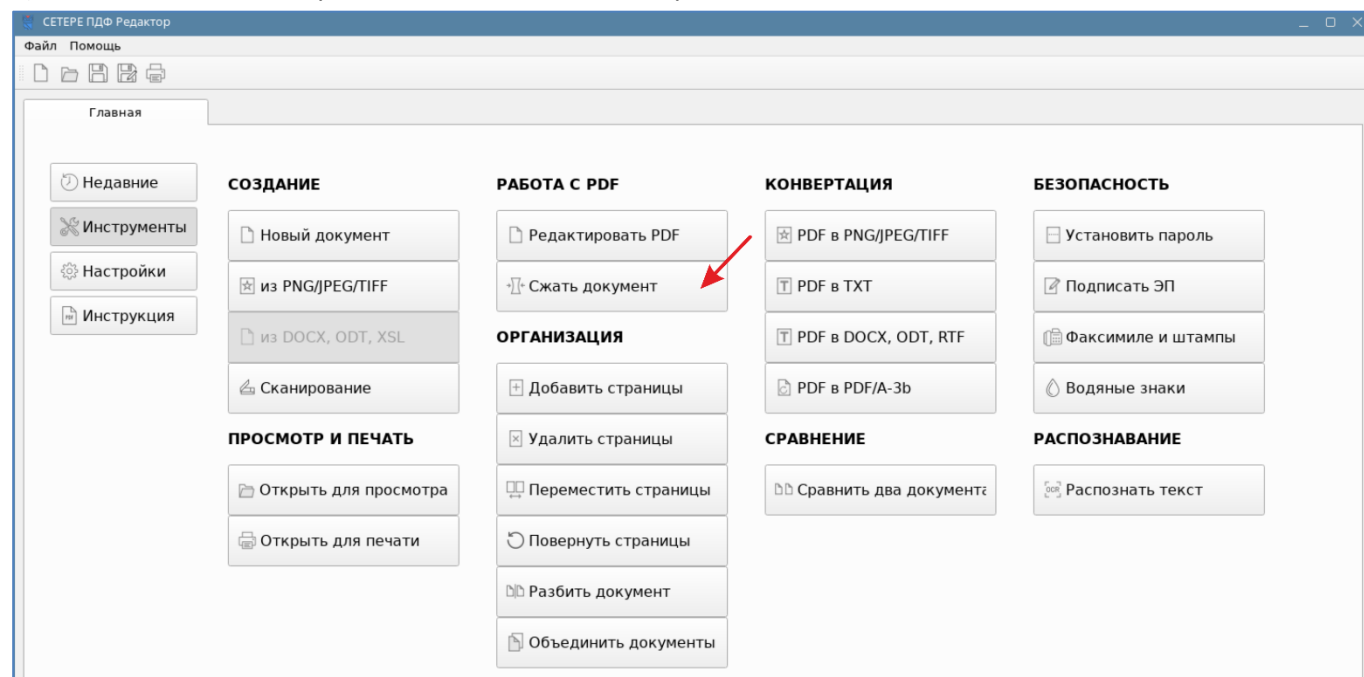 СЕТЕРЕ ПДФ Редактор
Файл Помощь
Главная
Недавние
Инструменты
Настройки
Инструкция
СОЗДАНИЕ
Новый документ
из PNG/JPEG/TIFF
из DOCX, ODT, XSL
Сканирование
ПРОСМОТР И ПЕЧАТЬ
Открыть для просмотра
Открыть для печати
РАБОТА С PDF
Редактировать PDF
Сжать документ
ОРГАНИЗАЦИЯ
Добавить страницы
Удалить страницы
Переместить страницы
Повернуть страницы
Разбить документ
Объединить документы
КОНВЕРТАЦИЯ
PDF в PNG/JPEG/TIFF
PDF в TXT
PDF в DOCX, ODT, RTF
PDF в PDF/A-3b
СРАВНЕНИЕ
Сравнить два документа
БЕЗОПАСНОСТЬ
Установить пароль
Подписать ЭП
Факсимиле и штампы
Водяные знаки
РАСПОЗНАВАНИЕ
Распознать текст